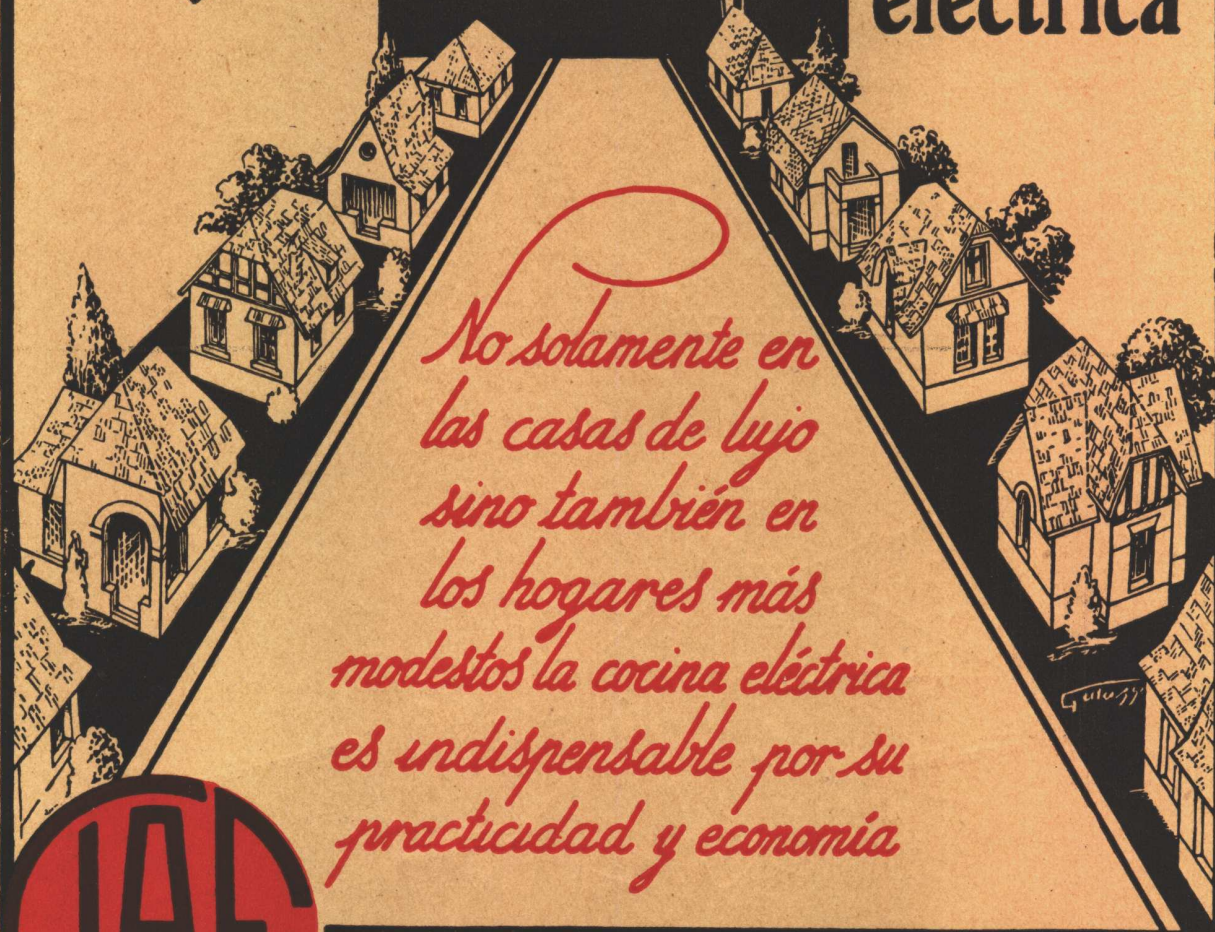 eléctrica
No solamente en
las casas de lujo
sino también en
los hogares más
modestos la cocina eléctrica
es indispensable por su
practicidad y economía